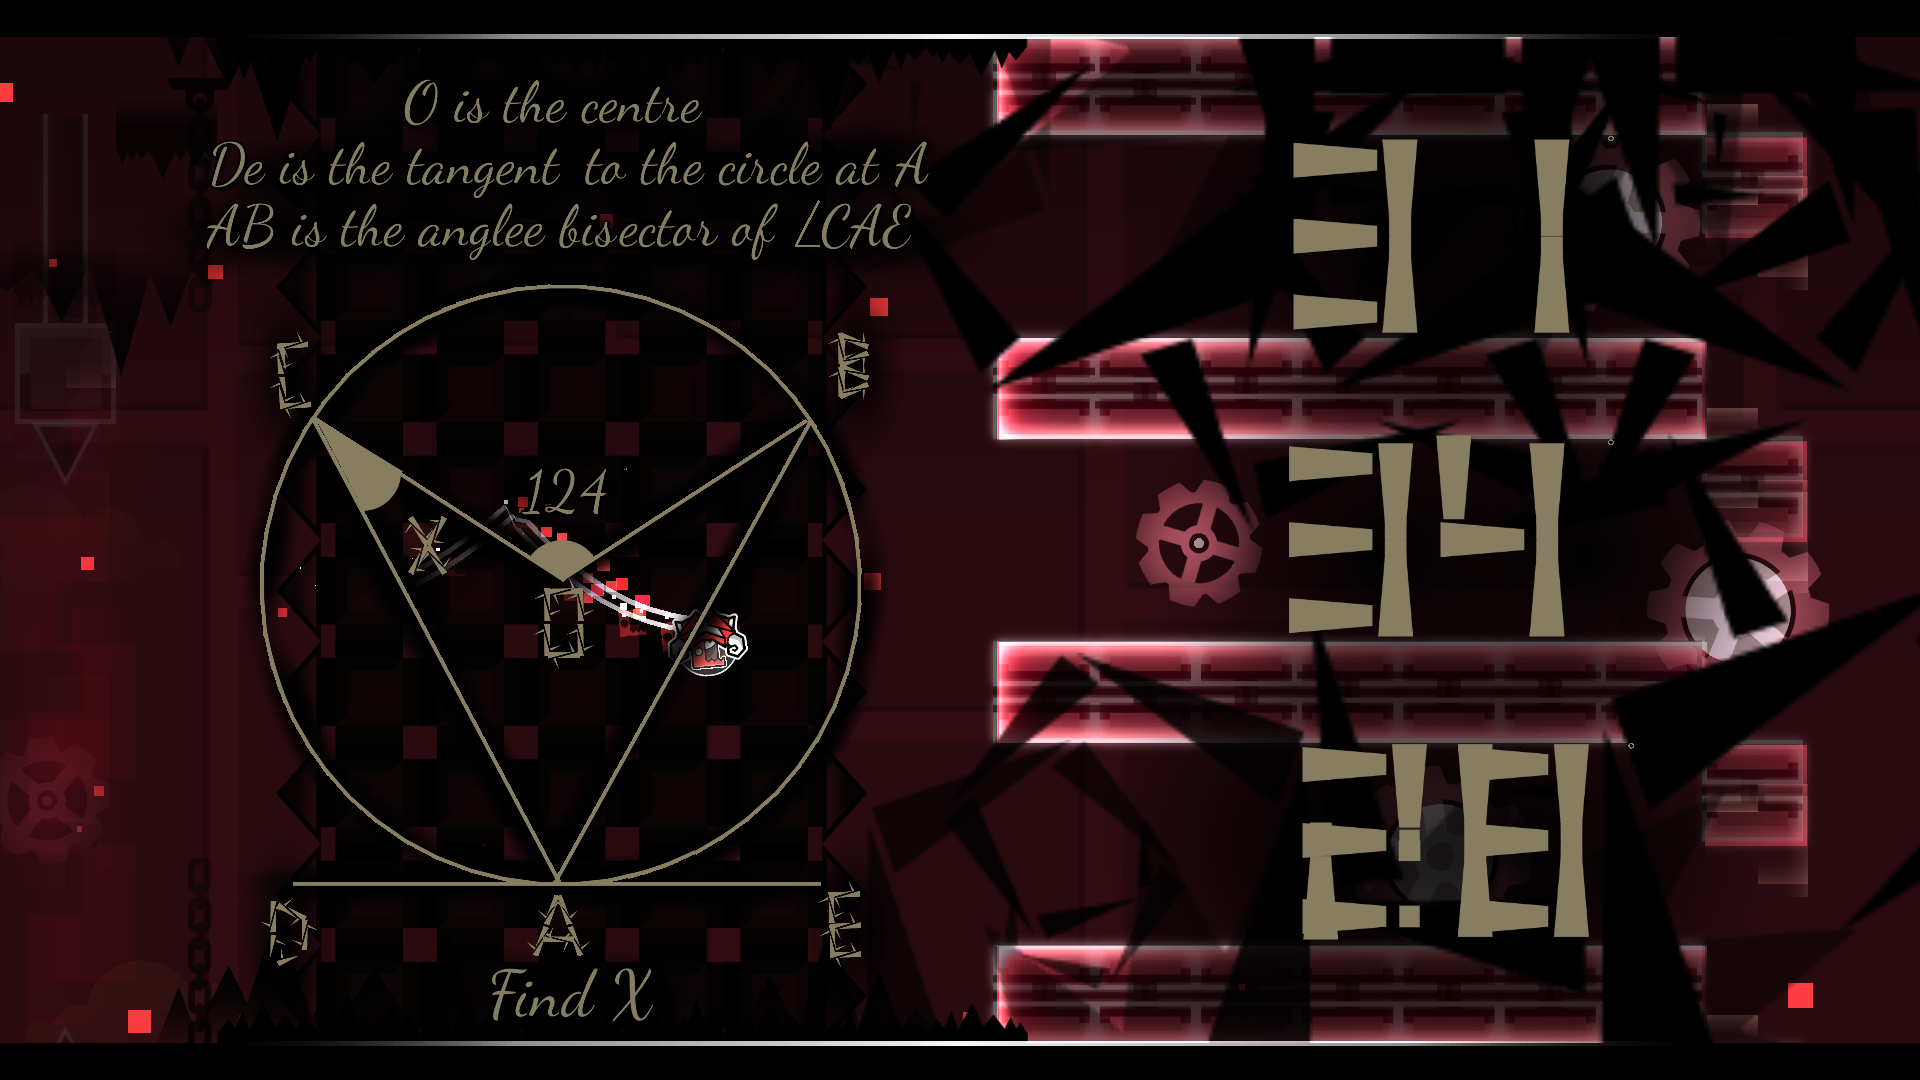 O is the centre
De is the tangent to the circle at A
AB is the anglee bisector of ∠CAE
C
B
124
X
O
D
A
E
Find X
31
34
28